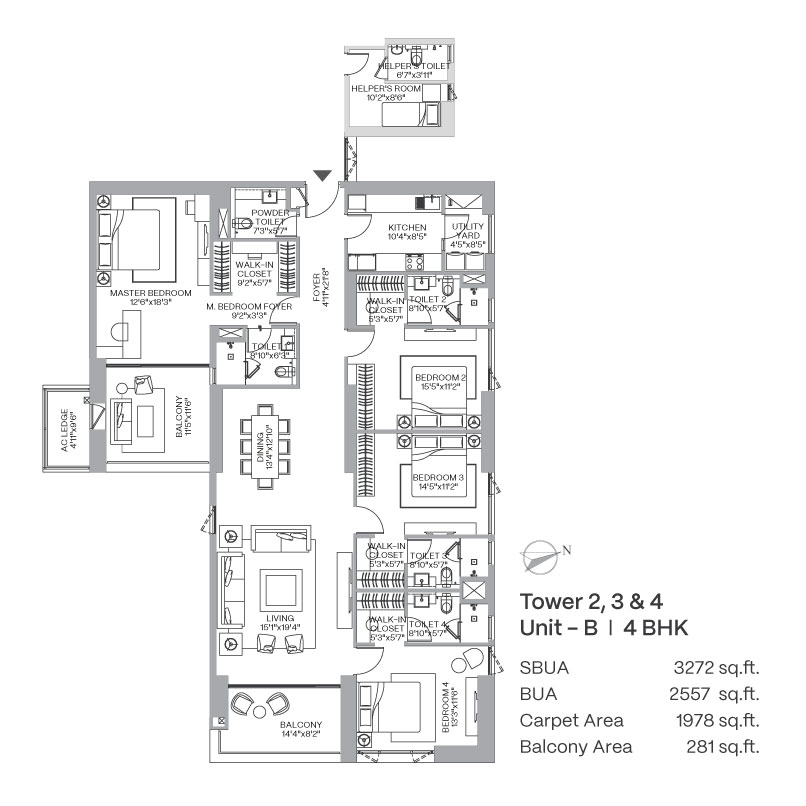 HELPER'S TOILET
6'7"x3'11"
HELPER'S ROOM
10'2"x8'6"
POWDER
TOILET
7'3"x5'7"
KITCHEN
10'4"x8'5"
UTILITY
YARD
4'5"x8'5"
WALK-IN
CLOSET
9'2"x5'7"
FOYER
4'11"x21'8"
MASTER BEDROOM
12'6"x18'3"
M. BEDROOM FOYER
9'2"x3'3"
WALK-IN
CLOSET
5'3"x5'7"
TOILET 2
8'10"x5'7"
TOILET 1
8'10"x6'3"
BEDROOM 2
15'5"x11'2"
AC LEDGE
4'11"x9'6"
BALCONY
11'5"x11'6"
DINING
13'4"x12'10"
BEDROOM 3
14'5"x11'2"
WALK-IN
CLOSET
5'3"x5'7"
TOILET 3
8'10"x5'7"
LIVING
15'1"x19'4"
WALK-IN
CLOSET
5'3"x5'7"
TOILET 4
8'10"x5'7"
BEDROOM 4
13'3"x11'6"
BALCONY
14'4"x8'2"
N
Tower 2, 3 & 4
Unit – B | 4 BHK
SBUA 3272 sq.ft.
BUA 2557 sq.ft.
Carpet Area 1978 sq.ft.
Balcony Area 281 sq.ft.